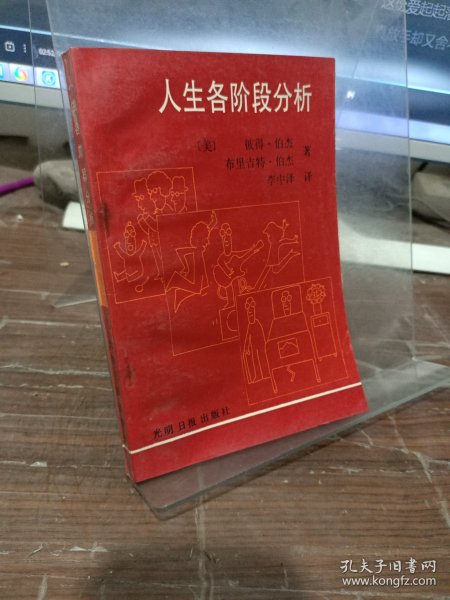 人生各阶段分析
〔美〕 彼得·伯杰
布里吉特·伯杰 著
李中泽 译
光明日报出版社
02:52
孔夫子旧书网
www.kongfz.com